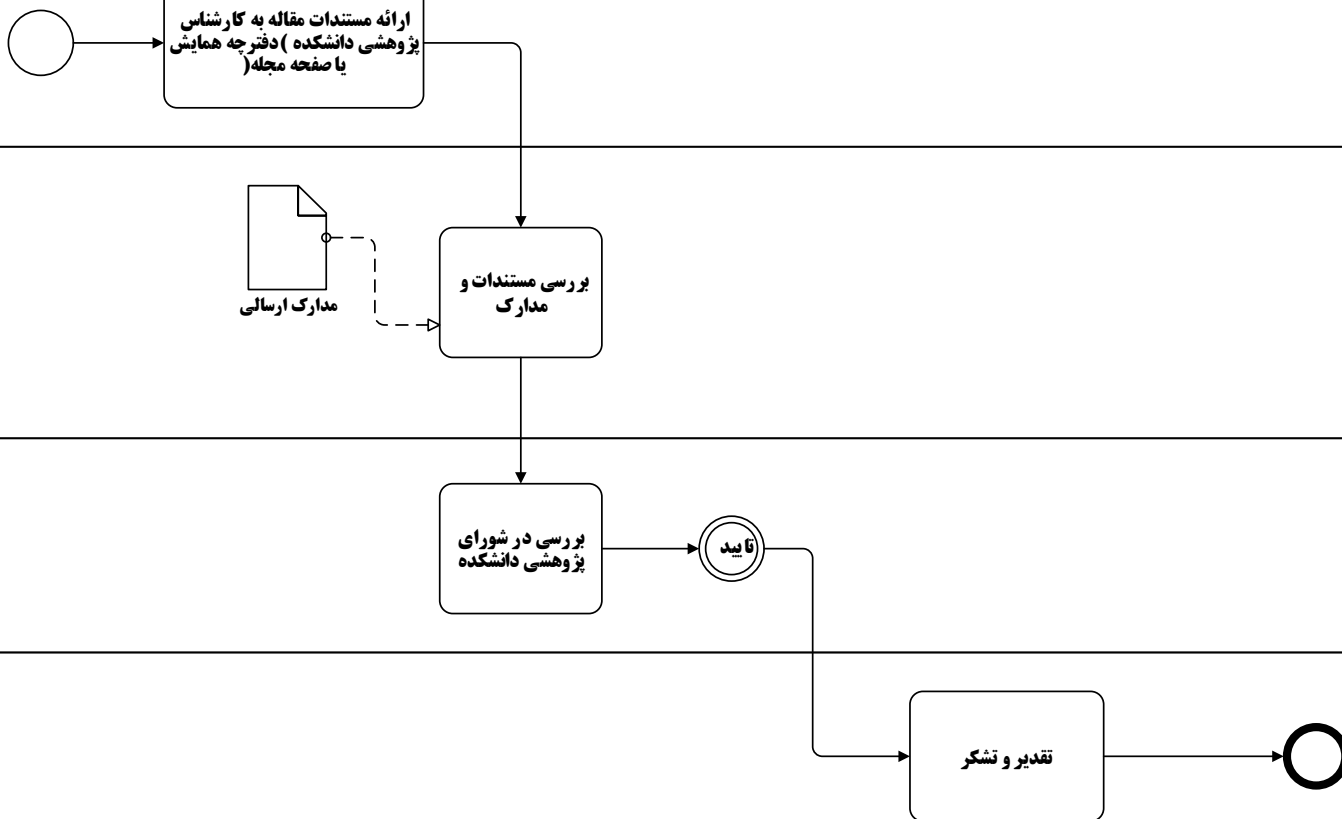 ارائه مستندات مقاله به کارشناس
پژوهشی دانشکده )دفترچه همایش
یا صفحه مجله(
مدارک ارسالی
بررسی مستندات و
مدارک
بررسی در شورای
پژوهشی دانشکده
تایید
تقدیر و تشکر